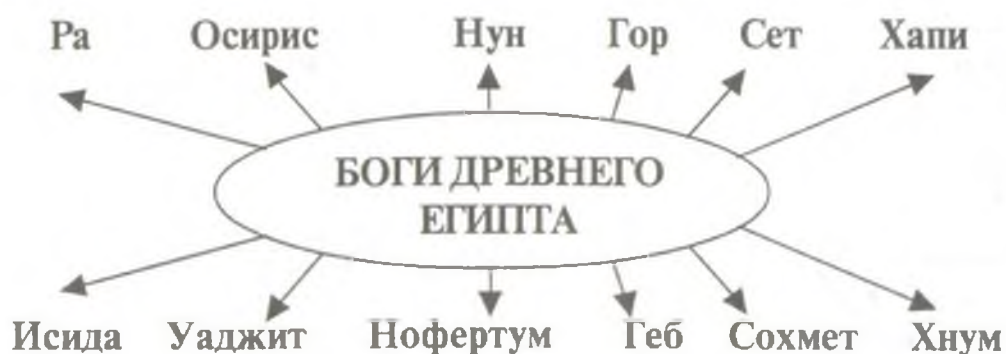 Ра Осирис Нун Гор Сет Хапи
БОГИ ДРЕВНЕГО
ЕГИПТА
Исида Уаджит Нофертум Геб Сохмет Хнум